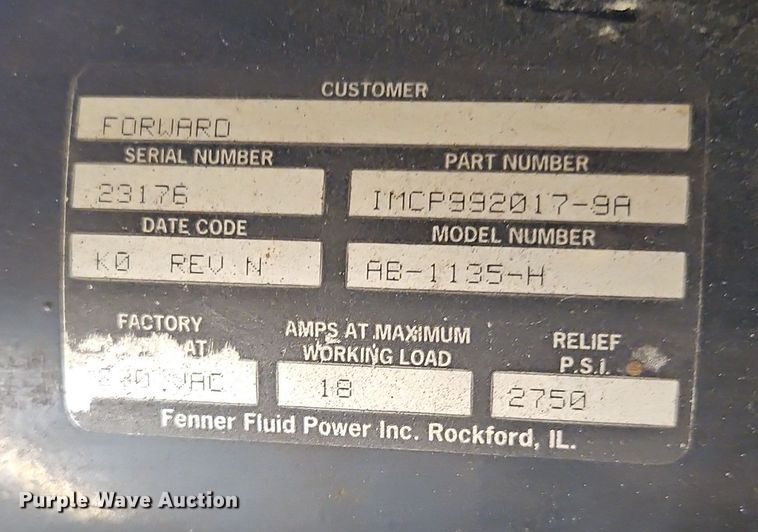 CUSTOMER
FORWARD
SERIAL NUMBER PART NUMBER
23176 IMCP992017-9A
DATE CODE MODEL NUMBER
K0 REV N AB-1135-H
FACTORY AMPS AT MAXIMUM RELIEF
AT WORKING LOAD P.S.I.
VAC 18 2750
Fenner Fluid Power Inc. Rockford, IL.
Purple Wave Auction